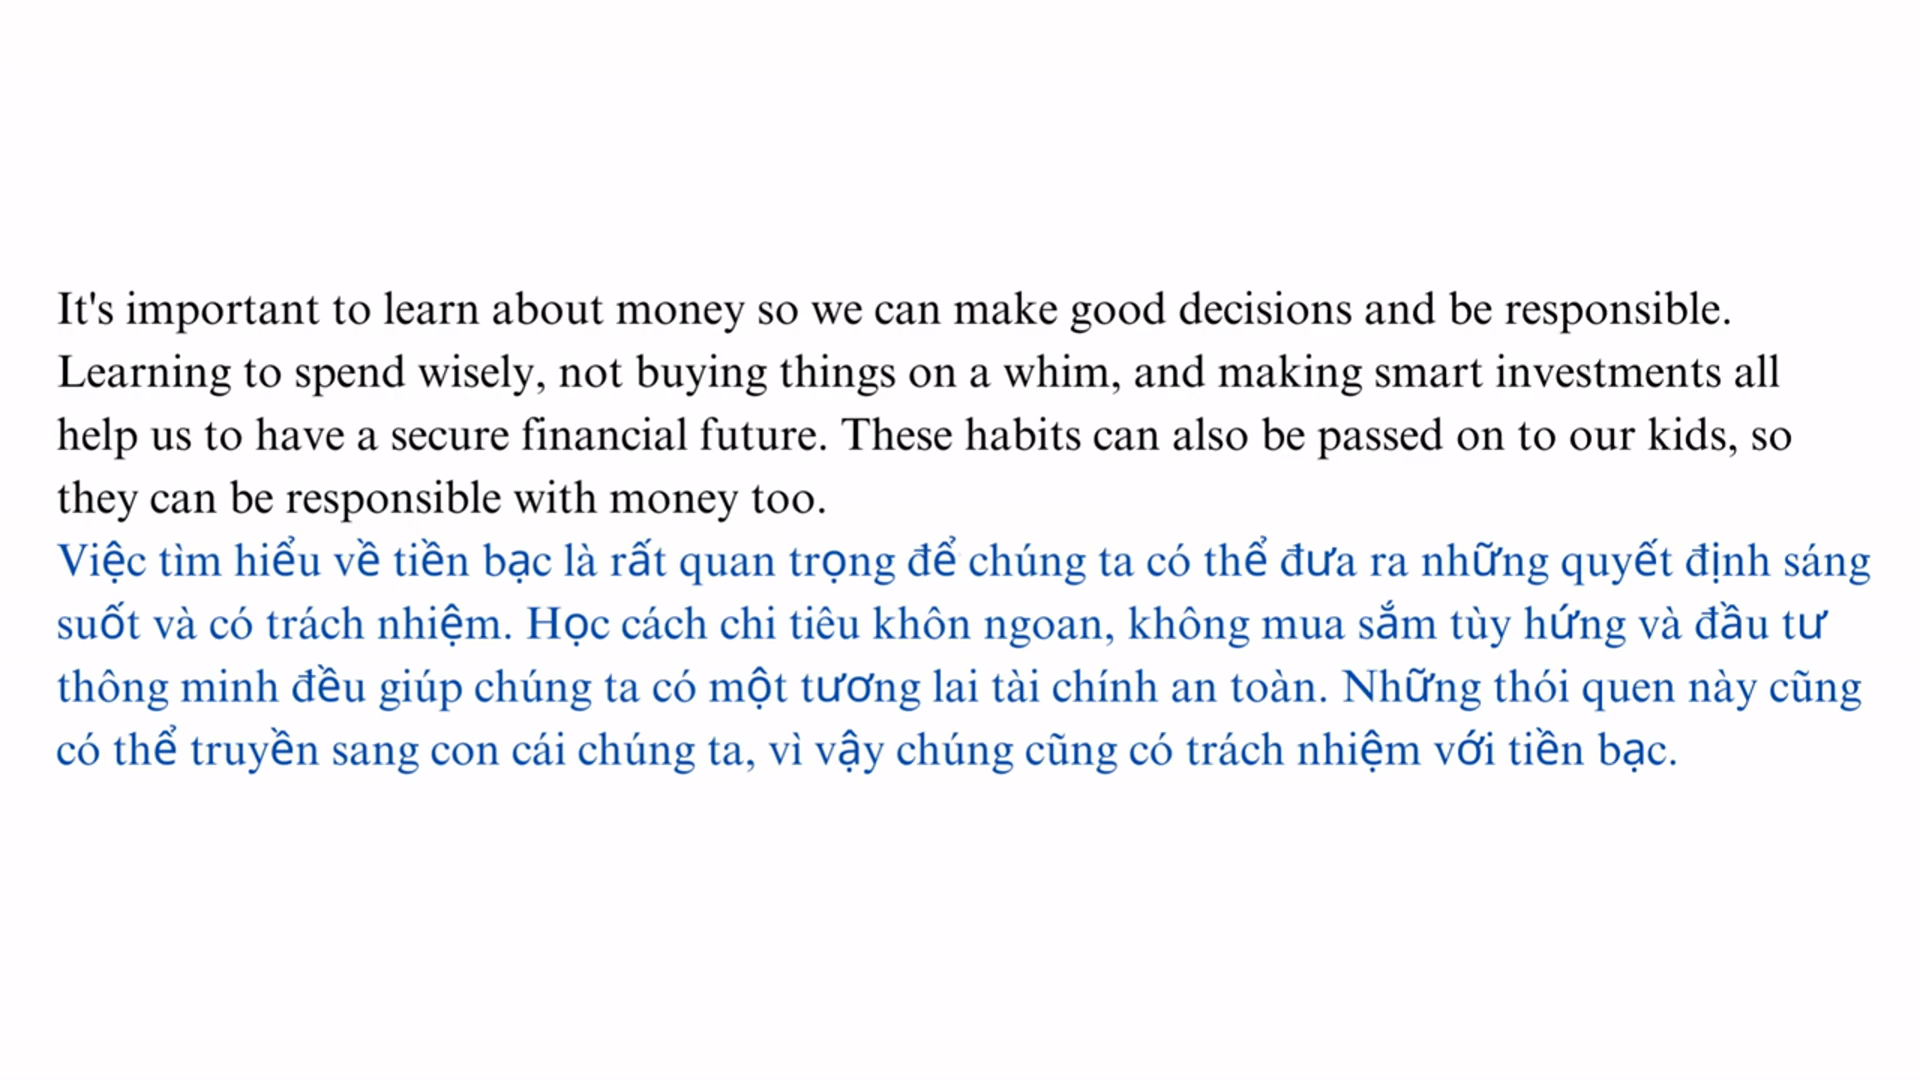 It's important to learn about money so we can make good decisions and be responsible.
Learning to spend wisely, not buying things on a whim, and making smart investments all
help us to have a secure financial future. These habits can also be passed on to our kids, so
they can be responsible with money too.
Việc tìm hiểu về tiền bạc là rất quan trọng để chúng ta có thể đưa ra những quyết định sáng
suốt và có trách nhiệm. Học cách chi tiêu khôn ngoan, không mua sắm tùy hứng và đầu tư
thông minh đều giúp chúng ta có một tương lai tài chính an toàn. Những thói quen này cũng
có thể truyền sang con cái chúng ta, vì vậy chúng cũng có trách nhiệm với tiền bạc.